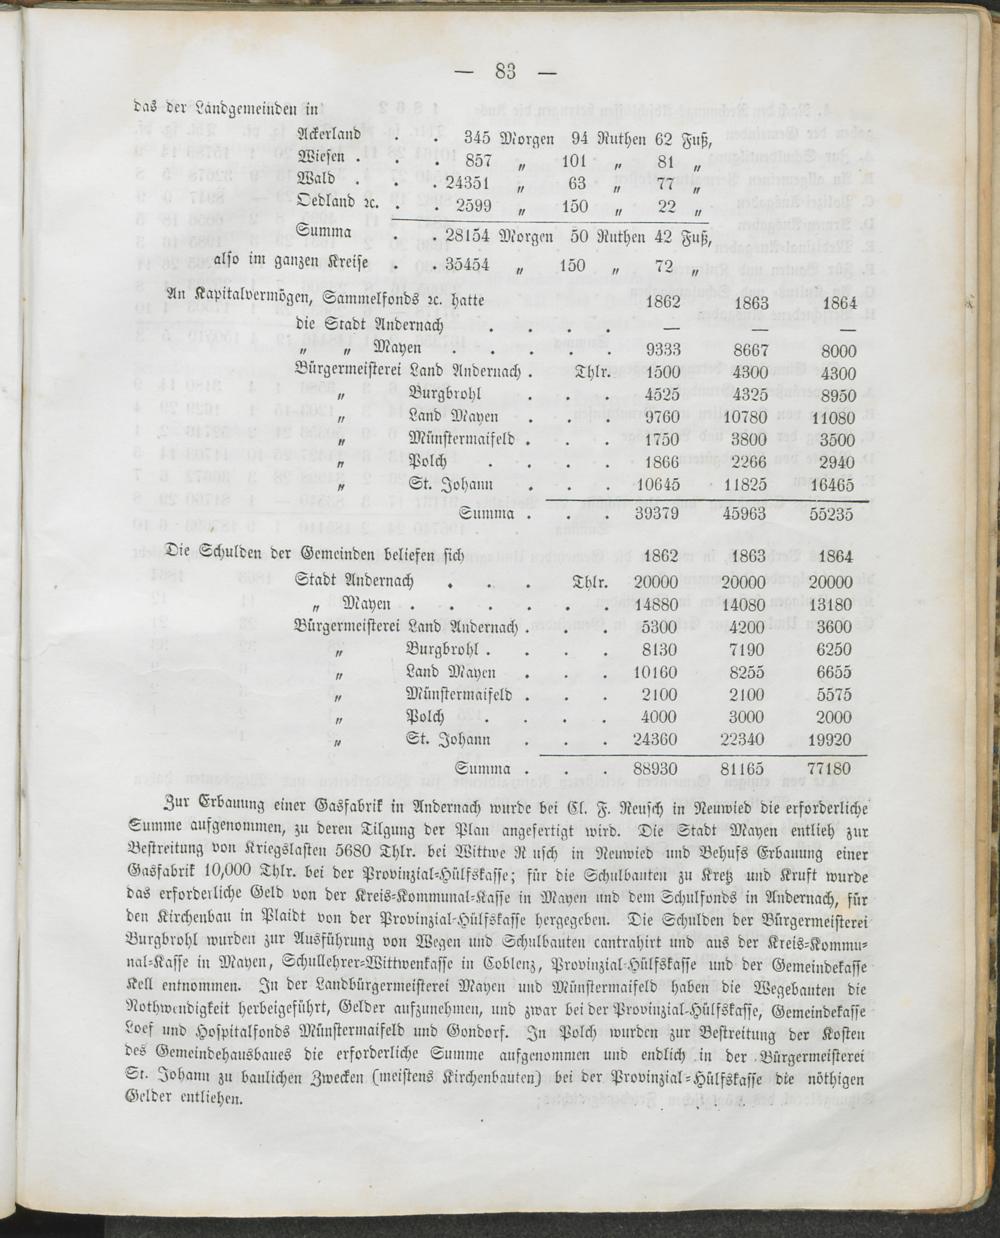 — 83 —
das der Landgemeinden in
Ackerland . . 345 Morgen 94 Ruthen 62 Fuß,
Wiesen . . . 857 „ 101 „ 81 „
Wald . . . 24351 „ 63 „ 77 „
Oedland ꝛc. . . 2599 „ 150 „ 22 „
Summa . . 28154 Morgen 50 Ruthen 42 Fuß,
also im ganzen Kreise . . 35454 „ 150 „ 72 „
An Kapitalvermögen, Sammelfonds ꝛc. hatte 1862 1863 1864
die Stadt Andernach . . . . — — —
„ „ Mayen . . . . . 9333 8667 8000
Bürgermeisterei Land Andernach . Thlr. 1500 4300 4300
„ Burgbrohl . . . 4525 4325 8950
„ Land Mayen . . . 9760 10780 11080
„ Münstermaifeld . . . 1750 3800 3500
„ Polch . . . . 1866 2266 2940
„ St. Johann . . . 10645 11825 16465
Summa . . . 39379 45963 55235
Die Schulden der Gemeinden beliefen sich 1862 1863 1864
Stadt Andernach . . . Thlr. 20000 20000 20000
„ Mayen . . . . . . 14880 14080 13180
Bürgermeisterei Land Andernach . . . 5300 4200 3600
„ Burgbrohl . . . . 8130 7190 6250
„ Land Mayen . . . 10160 8255 6655
„ Münstermaifeld . . . 2100 2100 5575
„ Polch . . . . 4000 3000 2000
„ St. Johann . . . 24360 22340 19920
Summa . . . 88930 81165 77180
Zur Erbauung einer Gasfabrik in Andernach wurde bei Cl. F. Reusch in Neuwied die erforderliche
Summe aufgenommen, zu deren Tilgung der Plan angefertigt wird. Die Stadt Mayen entlieh zur
Bestreitung von Kriegslasten 5680 Thlr. bei Wittwe R usch in Neuwied und Behufs Erbauung einer
Gasfabrik 10,000 Thlr. bei der Provinzial-Hülfskasse; für die Schulbauten zu Kretz und Kruft wurde
das erforderliche Geld von der Kreis-Kommunal-Kasse in Mayen und dem Schulfonds in Andernach, für
den Kirchenbau in Plaidt von der Provinzial-Hülfskasse hergegeben. Die Schulden der Bürgermeisterei
Burgbrohl wurden zur Ausführung von Wegen und Schulbauten cantrahirt und aus der Kreis-Kommu-
nal-Kasse in Mayen, Schullehrer-Wittwenkasse in Coblenz, Provinzial-Hülfskasse und der Gemeindekasse
Kell entnommen. In der Landbürgermeisterei Mayen und Münstermaifeld haben die Wegebauten die
Nothwendigkeit herbeigeführt, Gelder aufzunehmen, und zwar bei der Provinzial-Hülfskasse, Gemeindekasse
Loef und Hospitalfonds Münstermaifeld und Gondorf. In Polch wurden zur Bestreitung der Kosten
des Gemeindehausbaues die erforderliche Summe aufgenommen und endlich in der Bürgermeisterei
St. Johann zu baulichen Zwecken (meistens Kirchenbauten) bei der Provinzial-Hülfskasse die nöthigen
Gelder entliehen.